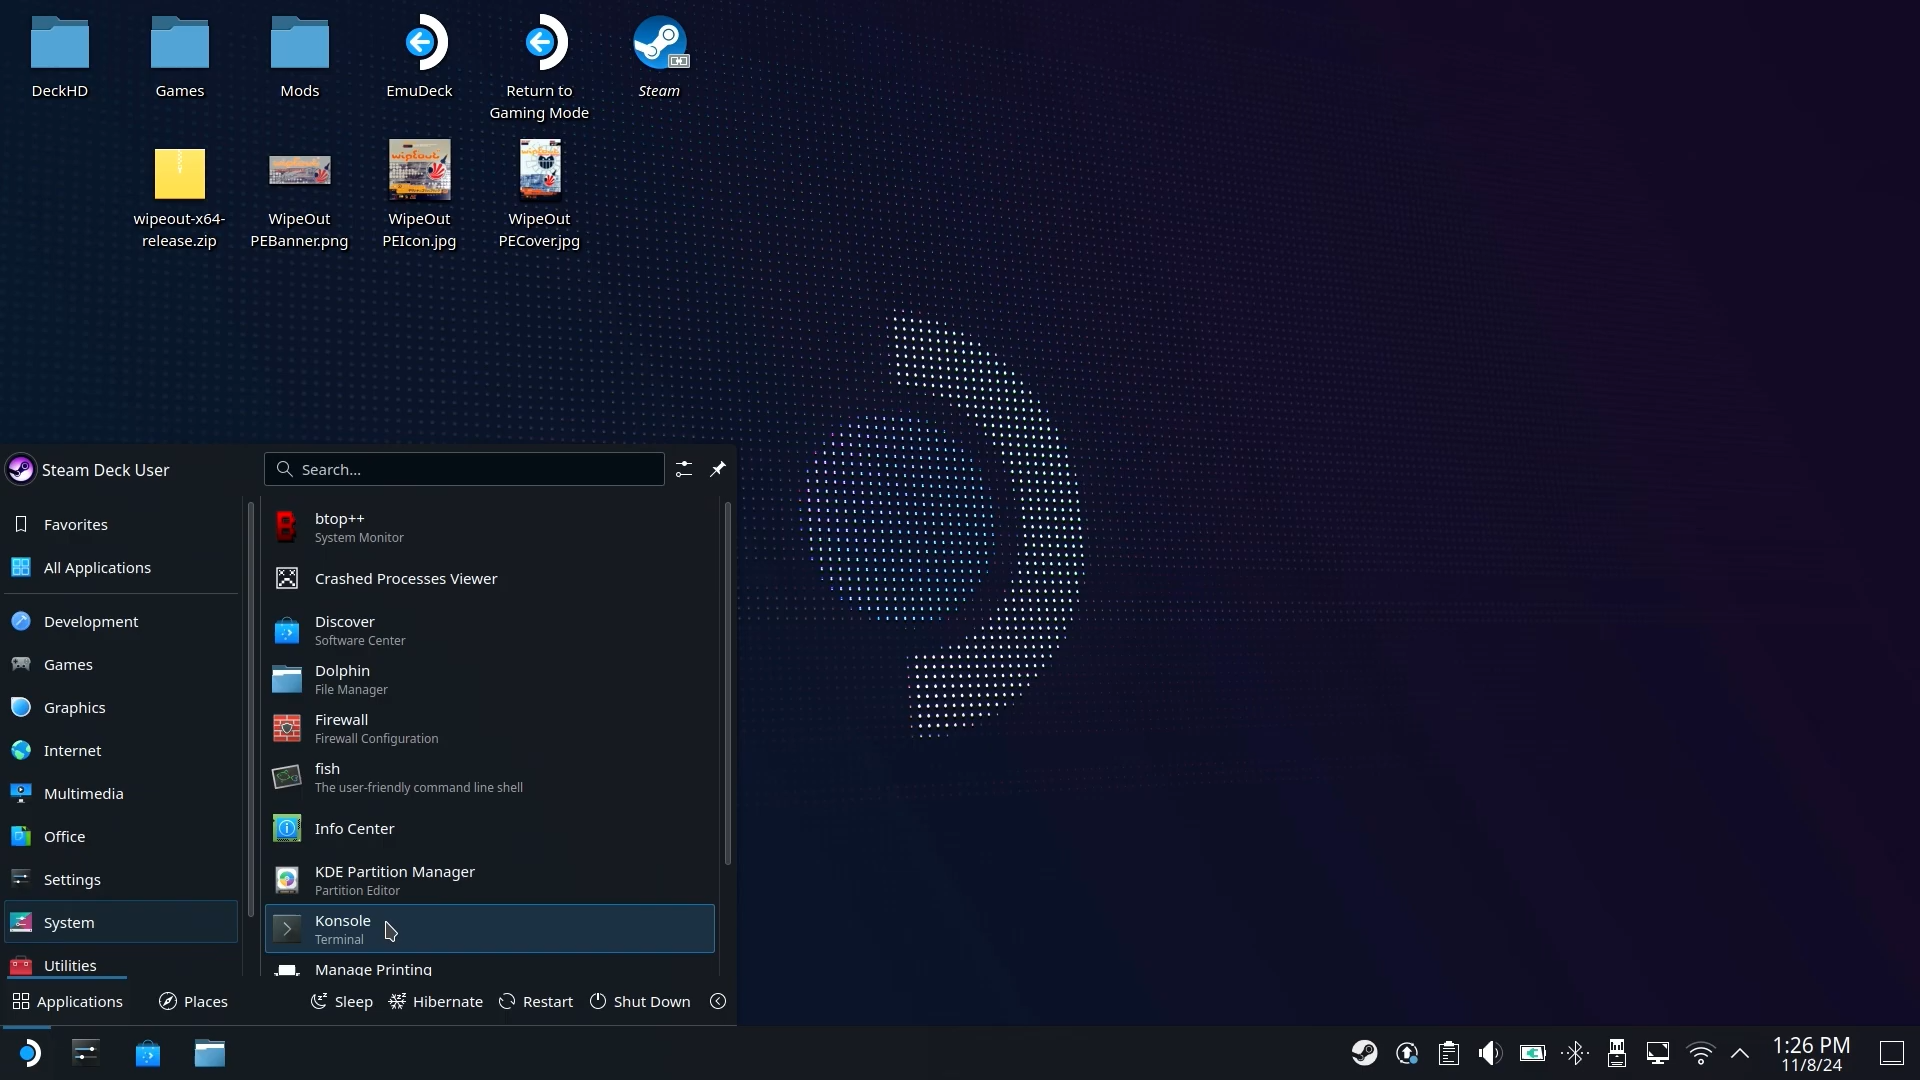 DeckHD
Games
Mods
EmuDeck
Return to
Gaming Mode
Steam
wipeout-x64-
release.zip
WipeOut
PEBanner.png
WipeOut
PEIcon.jpg
WipeOut
PECover.jpg
Steam Deck User
Search...
Favorites
All Applications
Development
Games
Graphics
Internet
Multimedia
Office
Settings
System
Utilities
btop++
System Monitor
Crashed Processes Viewer
Discover
Software Center
Dolphin
File Manager
Firewall
Firewall Configuration
fish
The user-friendly command line shell
Info Center
KDE Partition Manager
Partition Editor
Konsole
Terminal
Manage Printing
Applications
Places
Sleep
Hibernate
Restart
Shut Down
1:26 PM
11/8/24